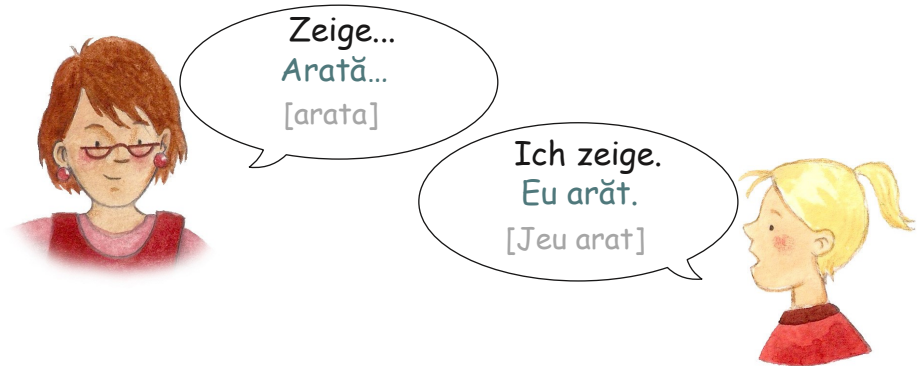 Zeige...
Arată...
[arata]
Ich zeige.
Eu arăt.
[Jeu arat]